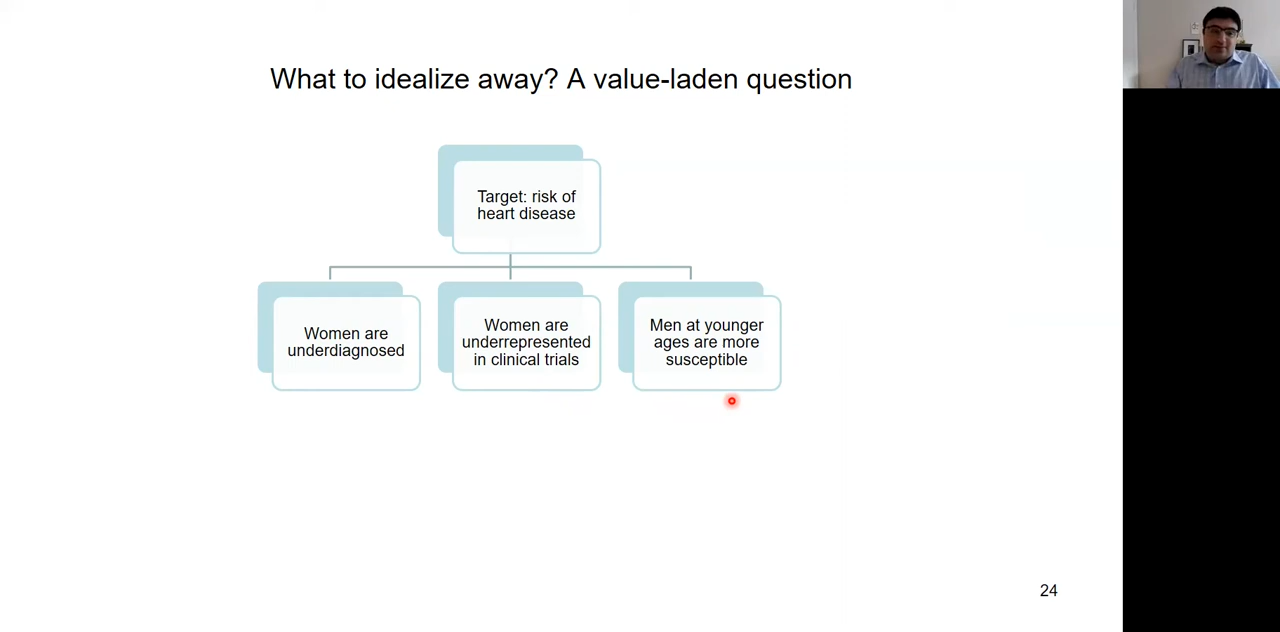 What to idealize away? A value-laden question
Target: risk of
heart disease
Women are
underdiagnosed
Women are
underrepresented
in clinical trials
Men at younger
ages are more
susceptible
24